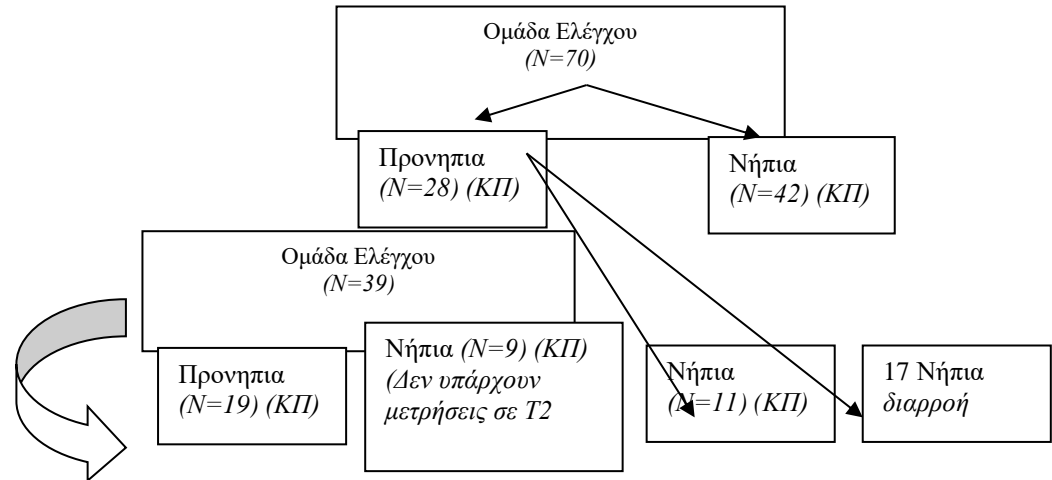 Ομάδα Ελέγχου
(Ν=70)
Προνηπια
(Ν=28) (ΚΠ)
Νήπια
(Ν=42) (ΚΠ)
Ομάδα Ελέγχου
(Ν=39)
Προνηπια
(Ν=19) (ΚΠ)
Νήπια (Ν=9) (ΚΠ)
(Δεν υπάρχουν
μετρήσεις σε Τ2
Νήπια
(Ν=11) (ΚΠ)
17 Νήπια
διαρροή